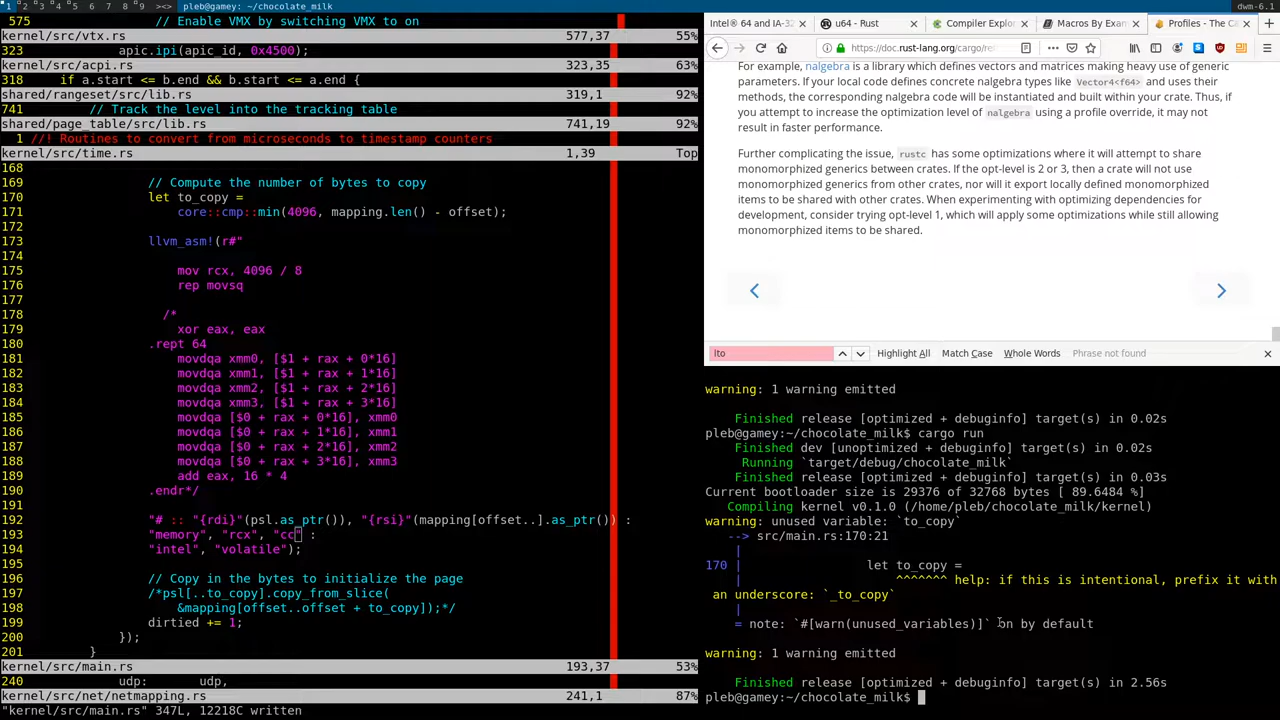 1 2 3 4 5 6 7 8 9 ><> pleb@gamey:~/chocolate_milk dwm-6.1
575 // Enable VMX by switching VMX to on
kernel/src/vtx.rs 577,37 55%
323 apic.ipi(apic_id, 0x4500);
kernel/src/acpi.rs 323,35 63%
318 if a.start <= b.end && b.start <= a.end {
shared/rangeset/src/lib.rs 319,1 92%
741 // Track the level into the tracking table
shared/page_table/src/lib.rs 741,19 92%
1 //! Routines to convert from microseconds to timestamp counters
kernel/src/time.rs 1,39 Top
168
169 // Compute the number of bytes to copy
170 let to_copy =
171 core::cmp::min(4096, mapping.len() - offset);
172
173 llvm_asm!(r#"
174
175 mov rcx, 4096 / 8
176 rep movsq
177
178 /*
179 xor eax, eax
180 .rept 64
181 movdqa xmm0, [$1 + rax + 0*16]
182 movdqa xmm1, [$1 + rax + 1*16]
183 movdqa xmm2, [$1 + rax + 2*16]
184 movdqa xmm3, [$1 + rax + 3*16]
185 movdqa [$0 + rax + 0*16], xmm0
186 movdqa [$0 + rax + 1*16], xmm1
187 movdqa [$0 + rax + 2*16], xmm2
188 movdqa [$0 + rax + 3*16], xmm3
189 add eax, 16 * 4
190 .endr*/
191
192 "# :: "{rdi}"(psl.as_ptr()), "{rsi}"(mapping[offset..].as_ptr()) :
193 "memory", "rcx", "cc" :
194 "intel", "volatile");
195
196 // Copy in the bytes to initialize the page
197 /*psl[..to_copy].copy_from_slice(
198 &mapping[offset..offset + to_copy]);*/
199 dirtied += 1;
200 });
201 }
kernel/src/main.rs 193,37 53%
240 udp: udp,
kernel/src/net/netmapping.rs 241,1 87%
"kernel/src/main.rs" 347L, 12218C written
Intel® 64 and IA-32 u64 - Rust Compiler Explo Macros By Exam Profiles - The Ca
https://doc.rust-lang.org/cargo/re
For example, nalgebra is a library which defines vectors and matrices making heavy use of generic
parameters. If your local code defines concrete nalgebra types like Vector4<f64> and uses their
methods, the corresponding nalgebra code will be instantiated and built within your crate. Thus, if
you attempt to increase the optimization level of nalgebra using a profile override, it may not
result in faster performance.
Further complicating the issue, rustc has some optimizations where it will attempt to share
monomorphized generics between crates. If the opt-level is 2 or 3, then a crate will not use
monomorphized generics from other crates, nor will it export locally defined monomorphized
items to be shared with other crates. When experimenting with optimizing dependencies for
development, consider trying opt-level 1, which will apply some optimizations while still allowing
monomorphized items to be shared.
lto Highlight All Match Case Whole Words Phrase not found
warning: 1 warning emitted
Finished release [optimized + debuginfo] target(s) in 0.02s
pleb@gamey:~/chocolate_milk$ cargo run
Finished dev [unoptimized + debuginfo] target(s) in 0.02s
Running `target/debug/chocolate_milk`
Finished release [optimized + debuginfo] target(s) in 0.03s
Current bootloader size is 29376 of 32768 bytes [ 89.6484 %]
Compiling kernel v0.1.0 (/home/pleb/chocolate_milk/kernel)
warning: unused variable: `to_copy`
--> src/main.rs:170:21
|
170 | let to_copy =
| ^^^^^^^ help: if this is intentional, prefix it with
an underscore: `_to_copy`
|
= note: `#[warn(unused_variables)]` on by default
warning: 1 warning emitted
Finished release [optimized + debuginfo] target(s) in 2.56s
pleb@gamey:~/chocolate_milk$